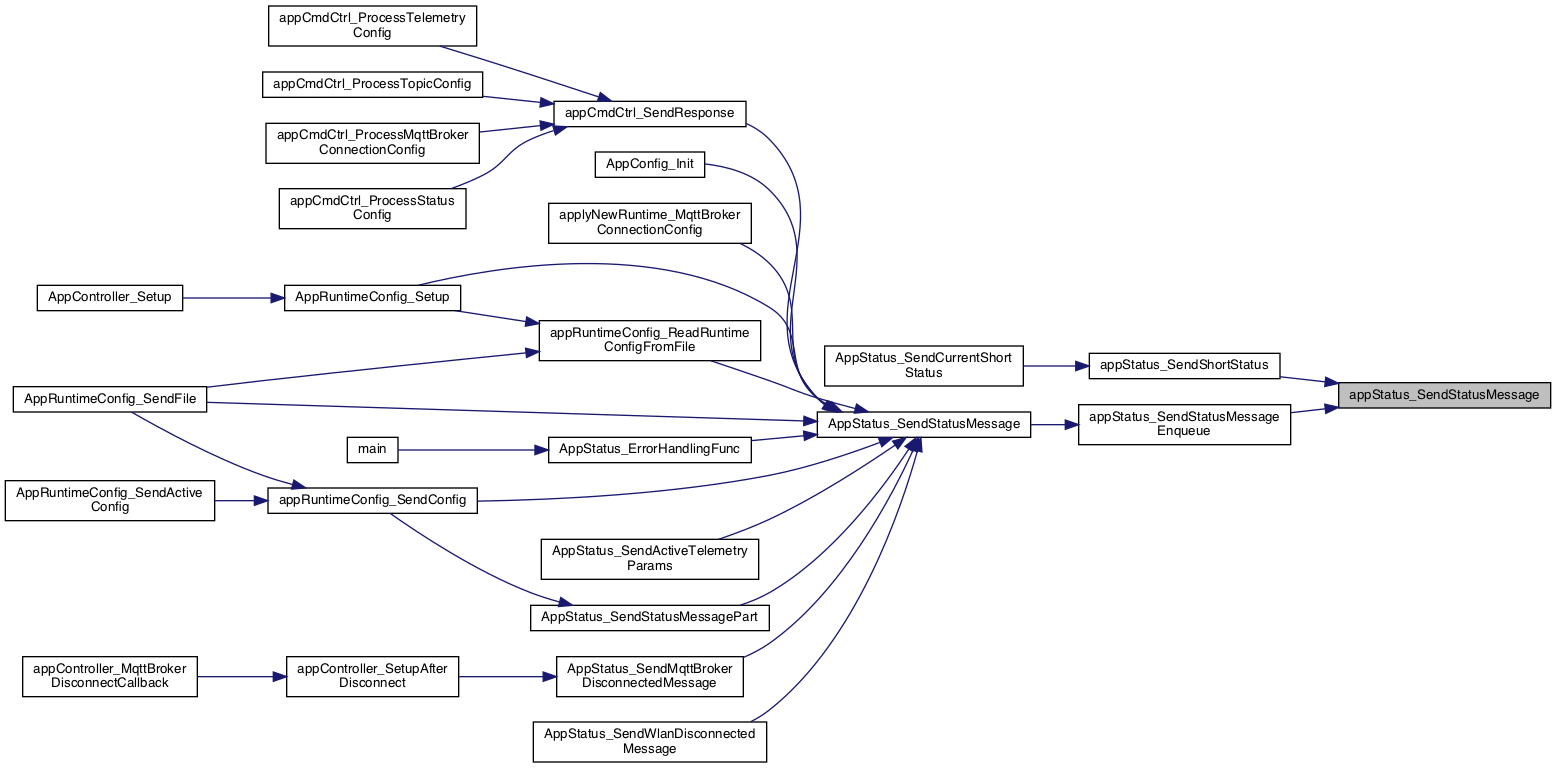 appCmdCtrl_ProcessTelemetry
Config
appCmdCtrl_ProcessTopicConfig
appCmdCtrl_SendResponse
appCmdCtrl_ProcessMqttBroker
ConnectionConfig
AppConfig_Init
appCmdCtrl_ProcessStatus
Config
applyNewRuntime_MqttBroker
ConnectionConfig
AppController_Setup
AppRuntimeConfig_Setup
appRuntimeConfig_ReadRuntime
ConfigFromFile
AppStatus_SendCurrentShort
Status
appStatus_SendShortStatus
appStatus_SendStatusMessage
AppRuntimeConfig_SendFile
AppStatus_SendStatusMessage
appStatus_SendStatusMessage
Enqueue
main
AppStatus_ErrorHandlingFunc
AppRuntimeConfig_SendActive
Config
appRuntimeConfig_SendConfig
AppStatus_SendActiveTelemetry
Params
AppStatus_SendStatusMessagePart
appController_MqttBroker
DisconnectCallback
appController_SetupAfter
Disconnect
AppStatus_SendMqttBroker
DisconnectedMessage
AppStatus_SendWlanDisconnected
Message